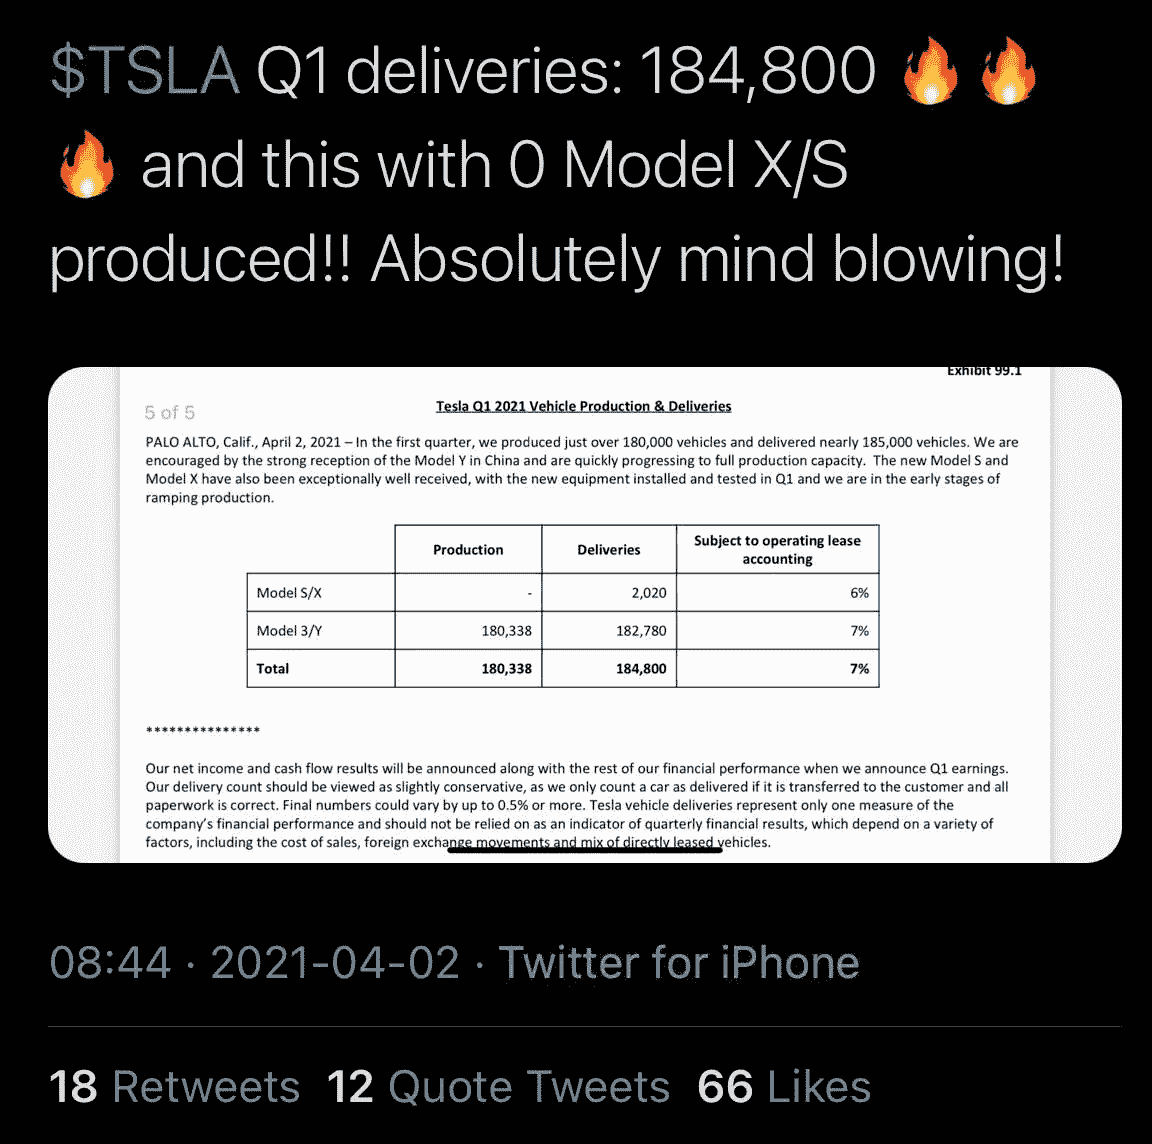 $TSLA Q1 deliveries: 184,800 🔥🔥
🔥 and this with 0 Model X/S
produced!! Absolutely mind blowing!
Exhibit 99.1
5 of 5
Tesla Q1 2021 Vehicle Production & Deliveries
PALO ALTO, Calif., April 2, 2021 – In the first quarter, we produced just over 180,000 vehicles and delivered nearly 185,000 vehicles. We are
encouraged by the strong reception of the Model Y in China and are quickly progressing to full production capacity. The new Model S and
Model X have also been exceptionally well received, with the new equipment installed and tested in Q1 and we are in the early stages of
ramping production.
Production Deliveries Subject to operating lease
accounting
Model S/X - 2,020 6%
Model 3/Y 180,338 182,780 7%
Total 180,338 184,800 7%
***************
Our net income and cash flow results will be announced along with the rest of our financial performance when we announce Q1 earnings.
Our delivery count should be viewed as slightly conservative, as we only count a car as delivered if it is transferred to the customer and all
paperwork is correct. Final numbers could vary by up to 0.5% or more. Tesla vehicle deliveries represent only one measure of the
company's financial performance and should not be relied on as an indicator of quarterly financial results, which depend on a variety of
factors, including the cost of sales, foreign exchange movements and mix of directly leased vehicles.
08:44 · 2021-04-02 · Twitter for iPhone
18 Retweets 12 Quote Tweets 66 Likes